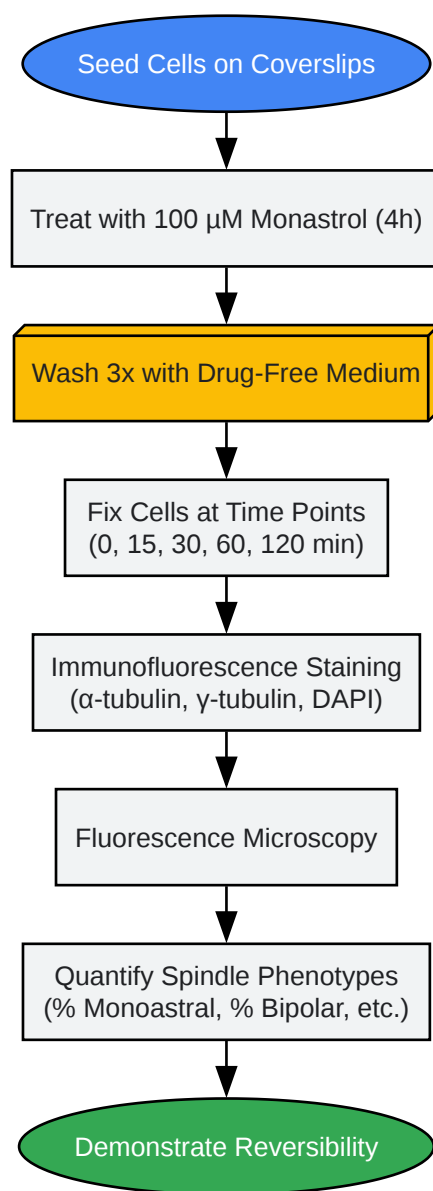 Seed Cells on Coverslips
Treat with 100 µM Monastrol (4h)
Wash 3x with Drug-Free Medium
Fix Cells at Time Points
(0, 15, 30, 60, 120 min)
Immunofluorescence Staining
(α-tubulin, γ-tubulin, DAPI)
Fluorescence Microscopy
Quantify Spindle Phenotypes
(% Monoastral, % Bipolar, etc.)
Demonstrate Reversibility